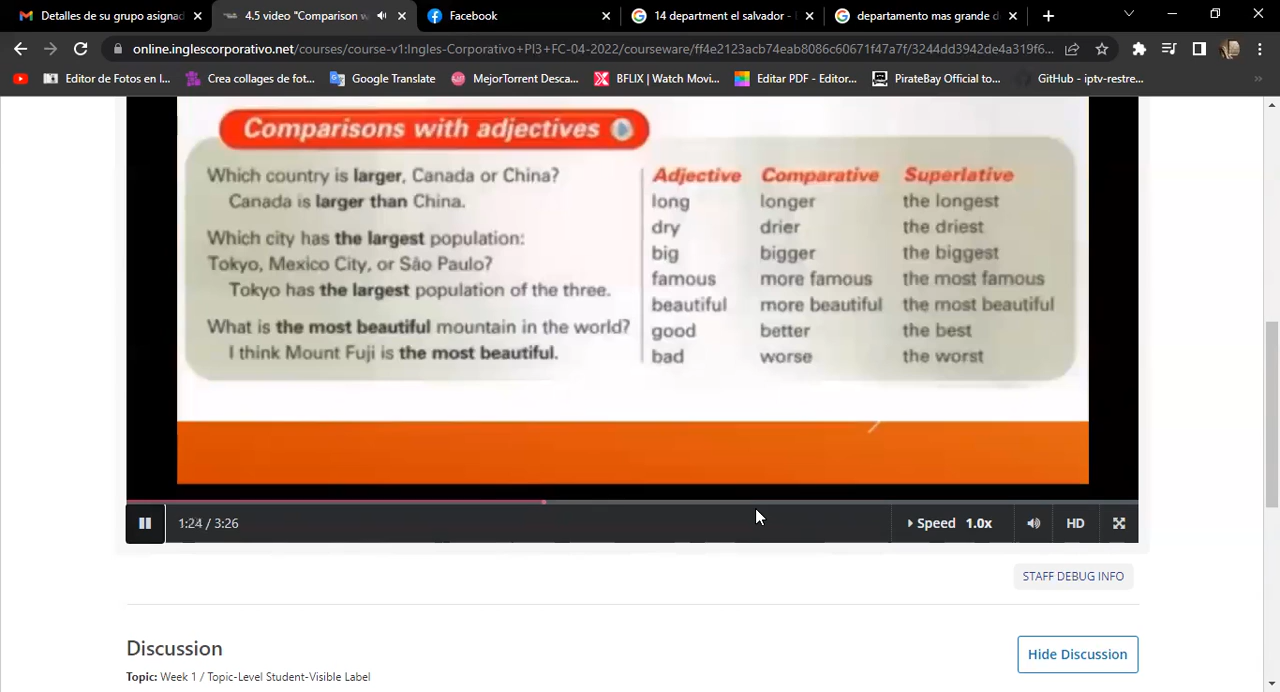 Detalles de su grupo asignad
4.5 video "Comparison w
Facebook
14 department el salvador -
departamento mas grande d
online.inglescorporativo.net/courses/course-v1:Ingles-Corporativo+PI3+FC-04-2022/courseware/ff4e2123acb74eab8086c60671f47a7f/3244dd3942de4a319f6...
Editor de Fotos en l...
Crea collages de fot...
Google Translate
MejorTorrent Desca...
BFLIX | Watch Movi...
Editar PDF - Editor...
PirateBay Official to...
GitHub - iptv-restre...
Comparisons with adjectives
Which country is larger, Canada or China?
Canada is larger than China.
Which city has the largest population:
Tokyo, Mexico City, or São Paulo?
Tokyo has the largest population of the three.
What is the most beautiful mountain in the world?
I think Mount Fuji is the most beautiful.
Adjective Comparative Superlative
long longer the longest
dry drier the driest
big bigger the biggest
famous more famous the most famous
beautiful more beautiful the most beautiful
good better the best
bad worse the worst
1:24 / 3:26
Speed 1.0x
HD
STAFF DEBUG INFO
Discussion
Hide Discussion
Topic: Week 1 / Topic-Level Student-Visible Label